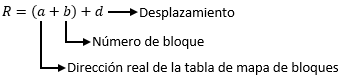 R = (a + b) + d Desplazamiento
Número de bloque
Dirección real de la tabla de mapa de bloques